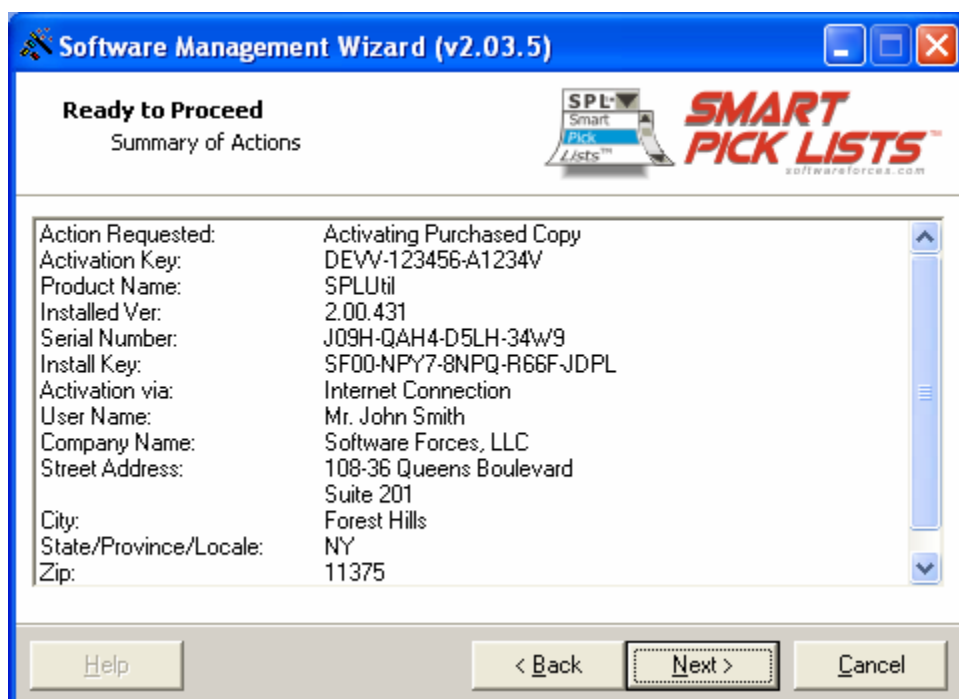 Software Management Wizard (v2.03.5)
Ready to Proceed
Summary of Actions
SPL™
Smart
Pick
Lists™
SMART
PICK LISTS™
softwareforces.com
Action Requested: Activating Purchased Copy
Activation Key: DEVV-123456-A1234V
Product Name: SPLUtil
Installed Ver: 2.00.431
Serial Number: J09H-QAH4-D5LH-34W9
Install Key: SF00-NPY7-8NPQ-R66F-JDPL
Activation via: Internet Connection
User Name: Mr. John Smith
Company Name: Software Forces, LLC
Street Address: 108-36 Queens Boulevard
Suite 201
City: Forest Hills
State/Province/Locale: NY
Zip: 11375
Help < Back Next > Cancel